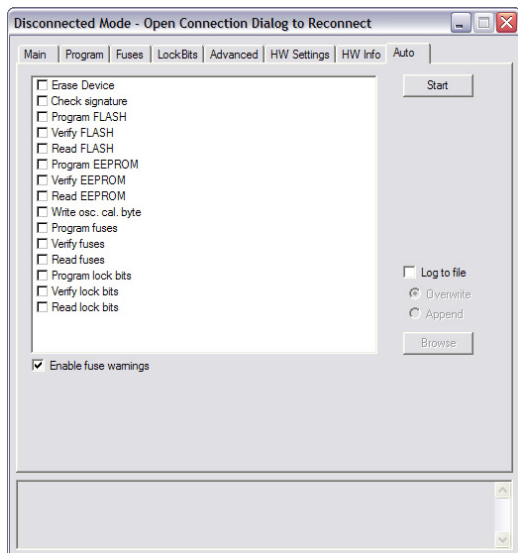 Disconnected Mode - Open Connection Dialog to Reconnect
Main Program Fuses LockBits Advanced HW Settings HW Info Auto
Erase Device
Check signature
Program FLASH
Verify FLASH
Read FLASH
Program EEPROM
Verify EEPROM
Read EEPROM
Write osc. cal. byte
Program fuses
Verify fuses
Read fuses
Program lock bits
Verify lock bits
Read lock bits
Enable fuse warnings
Start
Log to file
Overwrite
Append
Browse